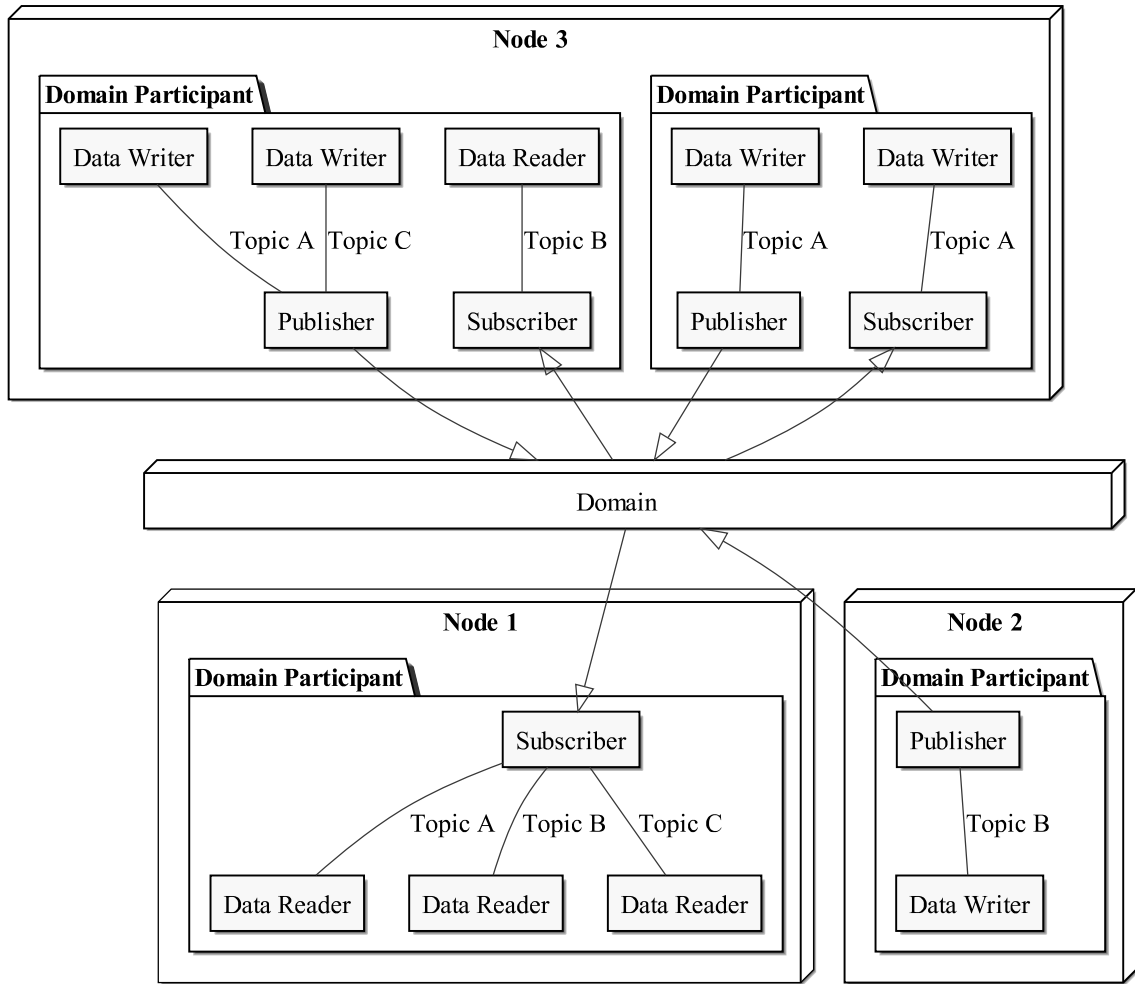 Node 3
Domain Participant
Domain Participant
Data Writer
Data Writer
Data Reader
Data Writer
Data Writer
Topic A
Topic C
Topic B
Topic A
Topic A
Publisher
Subscriber
Publisher
Subscriber
Domain
Node 1
Node 2
Domain Participant
Domain Participant
Subscriber
Publisher
Topic A
Topic B
Topic C
Topic B
Data Reader
Data Reader
Data Reader
Data Writer